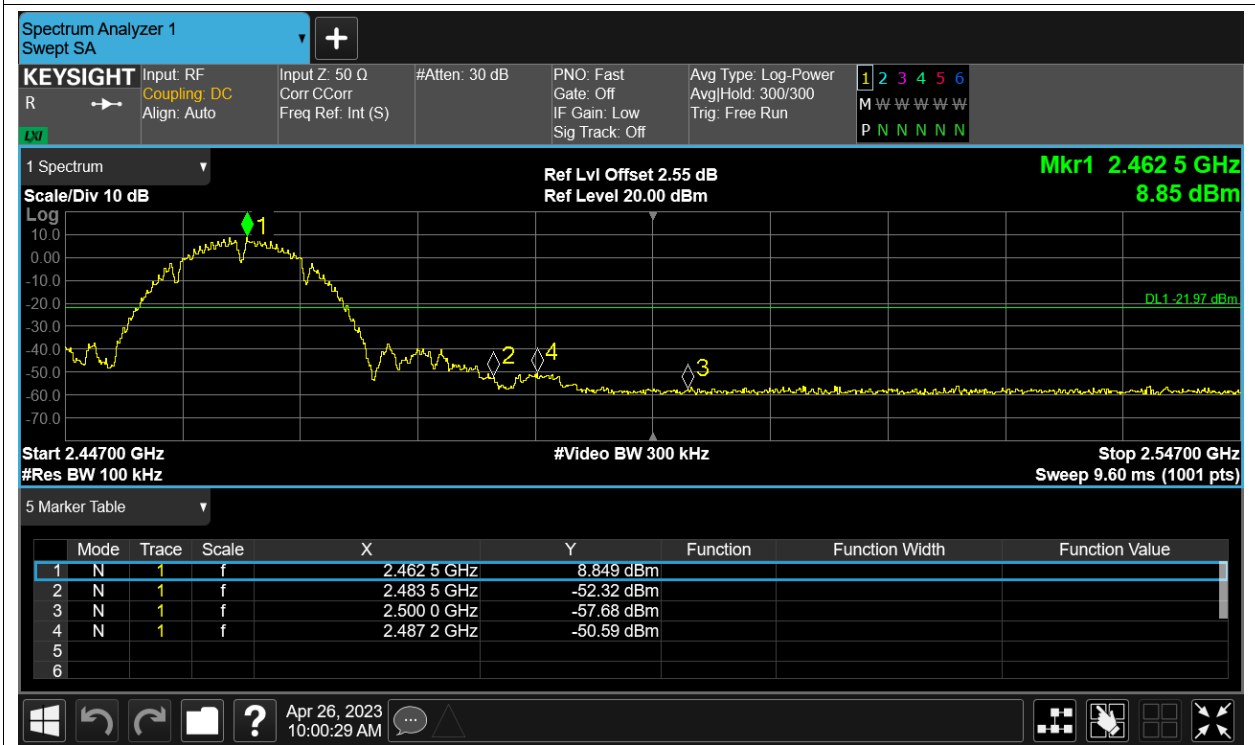 Spectrum Analyzer 1
Swept SA
KEYSIGHT
R
LXI
Input: RF
Coupling: DC
Align: Auto
Input Z: 50 Ω
Corr CCorr
Freq Ref: Int (S)
#Atten: 30 dB
PNO: Fast
Gate: Off
IF Gain: Low
Sig Track: Off
Avg Type: Log-Power
Avg|Hold: 300/300
Trig: Free Run
1 2 3 4 5 6
M W W W W W
P N N N N N
1 Spectrum
Scale/Div 10 dB
Ref Lvl Offset 2.55 dB
Ref Level 20.00 dBm
Mkr1 2.462 5 GHz
8.85 dBm
Log
10.0
0.00
-10.0
-20.0
-30.0
-40.0
-50.0
-60.0
-70.0
1
2
4
3
DL1 -21.97 dBm
Start 2.44700 GHz
#Res BW 100 kHz
#Video BW 300 kHz
Stop 2.54700 GHz
Sweep 9.60 ms (1001 pts)
5 Marker Table
Mode Trace Scale X Y Function Function Width Function Value
1 N 1 f 2.462 5 GHz 8.849 dBm
2 N 1 f 2.483 5 GHz -52.32 dBm
3 N 1 f 2.500 0 GHz -57.68 dBm
4 N 1 f 2.487 2 GHz -50.59 dBm
5
6
?
Apr 26, 2023
10:00:29 AM